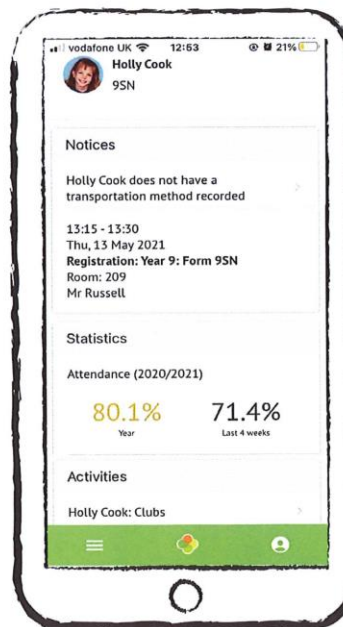 vodafone UK 12:53 21%
Holly Cook
9SN
Notices
Holly Cook does not have a
transportation method recorded
13:15 - 13:30
Thu, 13 May 2021
Registration: Year 9: Form 9SN
Room: 209
Mr Russell
Statistics
Attendance (2020/2021)
80.1% 71.4%
Year Last 4 weeks
Activities
Holly Cook: Clubs